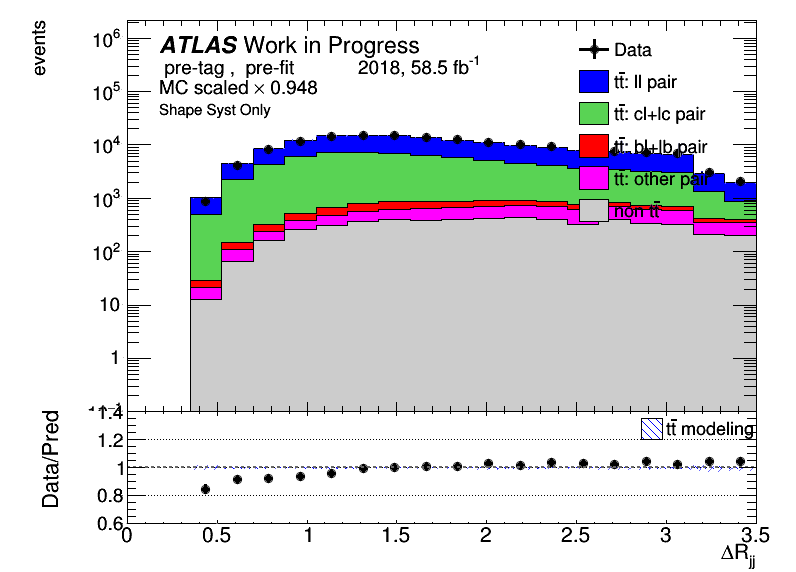 events
10⁶
10⁵
10⁴
10³
10²
10
1
ATLAS Work in Progress
pre-tag , pre-fit 2018, 58.5 fb⁻¹
MC scaled × 0.948
Shape Syst Only
Data
tt̄: ll pair
tt̄: cl+lc pair
tt̄: bl+lb pair
tt̄: other pair
non tt̄
Data/Pred
1.4
1.2
1
0.8
0.6
tt̄ modeling
0 0.5 1 1.5 2 2.5 3 3.5
ΔRjj